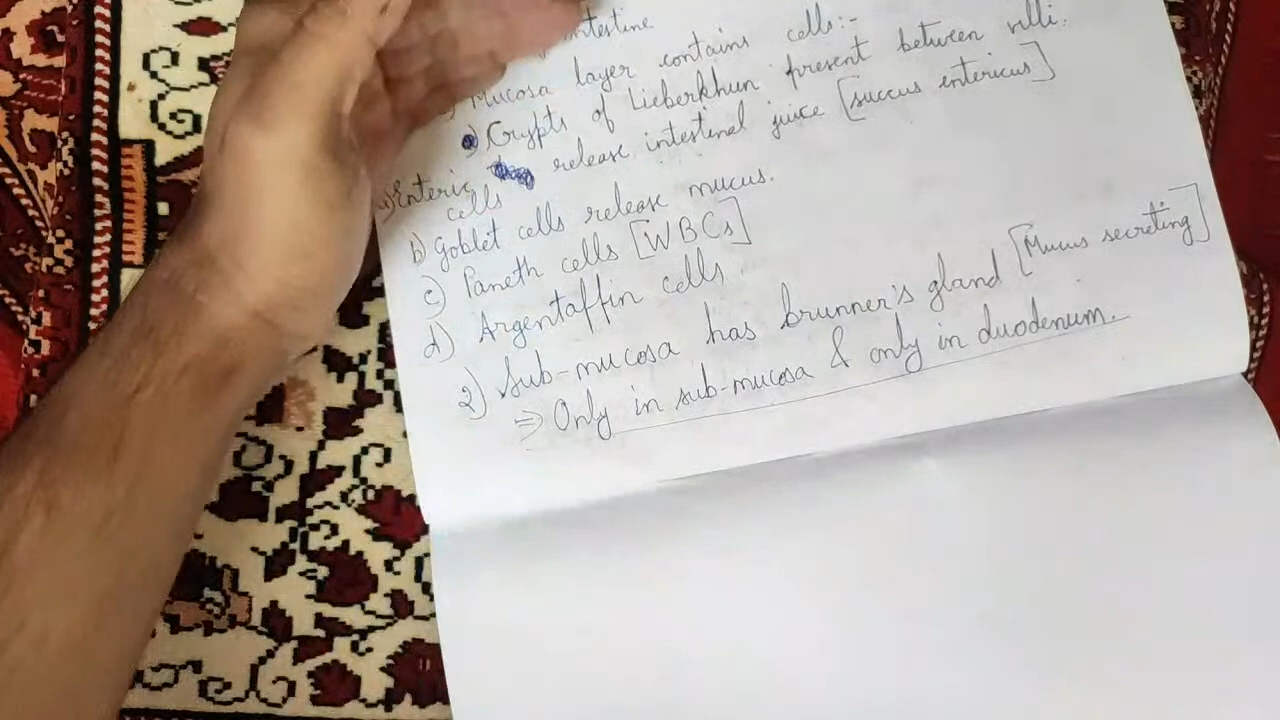 intestine
Mucosa layer contains cells:-
Crypts of Lieberkhun present between villi.
a) Enteric cells release intestinal juice [succus entericus]
b) Goblet cells release mucus.
c) Paneth cells [WBCs]
d) Argentaffin cells
2) Sub-mucosa has brunner's gland [Mucus secreting]
⇒ Only in sub-mucosa & only in duodenum.